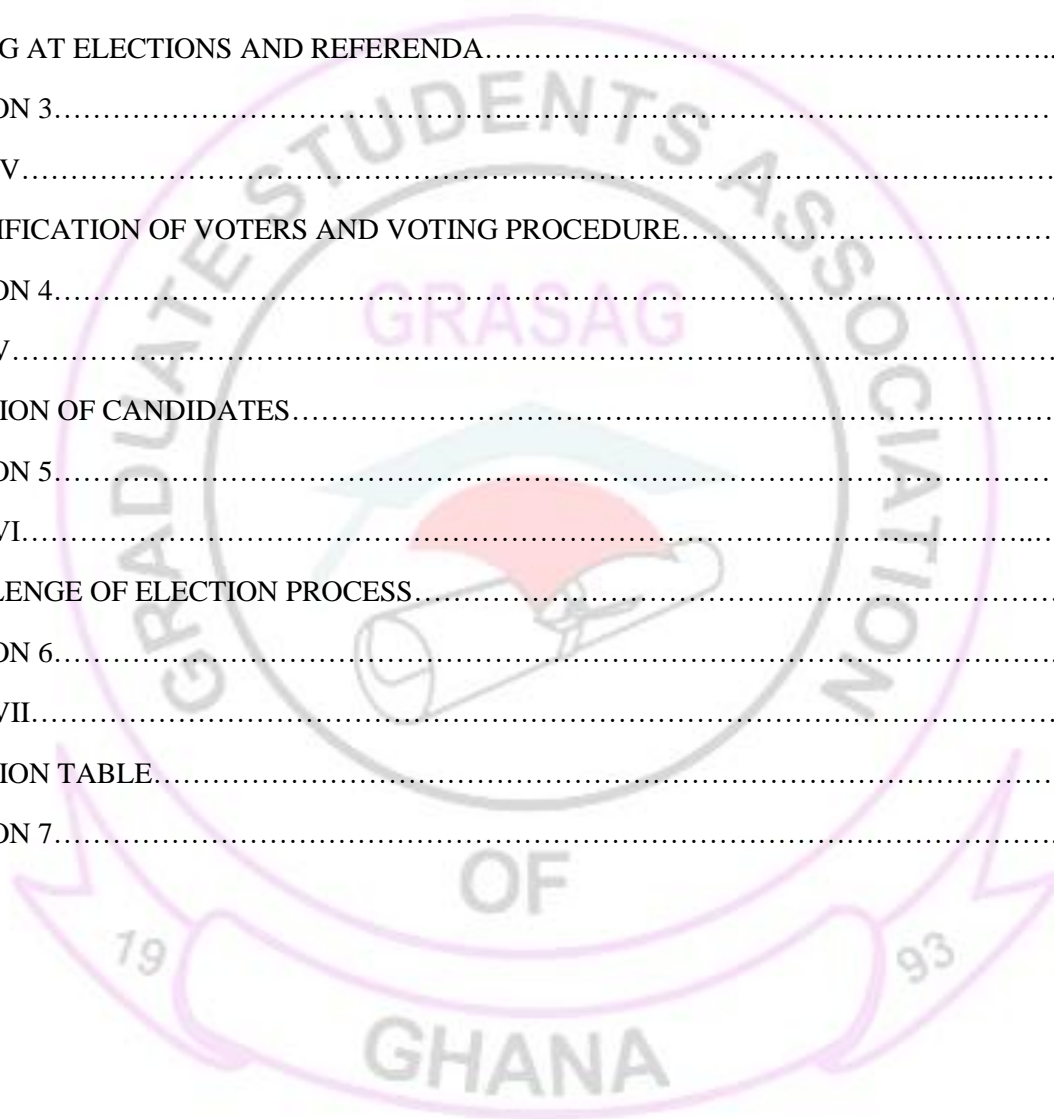 G AT ELECTIONS AND REFERENDA……………………………………………………..
ON 3………………………………………………………………………………………
V……………………………………………………………………………….....……
IFICATION OF VOTERS AND VOTING PROCEDURE………………………………
ON 4………………………………………………………………………………………
V…………………………………………………………………………………………
ION OF CANDIDATES…………………………………………………………………
ON 5………………………………………………………………………………………
VI……………………………………………………………………………………..…
LENGE OF ELECTION PROCESS………………………………………………………
ON 6………………………………………………………………………………………
VII…………………………………………………………………………………………
ION TABLE………………………………………………………………………………
ON 7………………………………………………………………………………………
GRADUATE STUDENTS ASSOCIATION
GRASAG
OF
19 93
GHANA